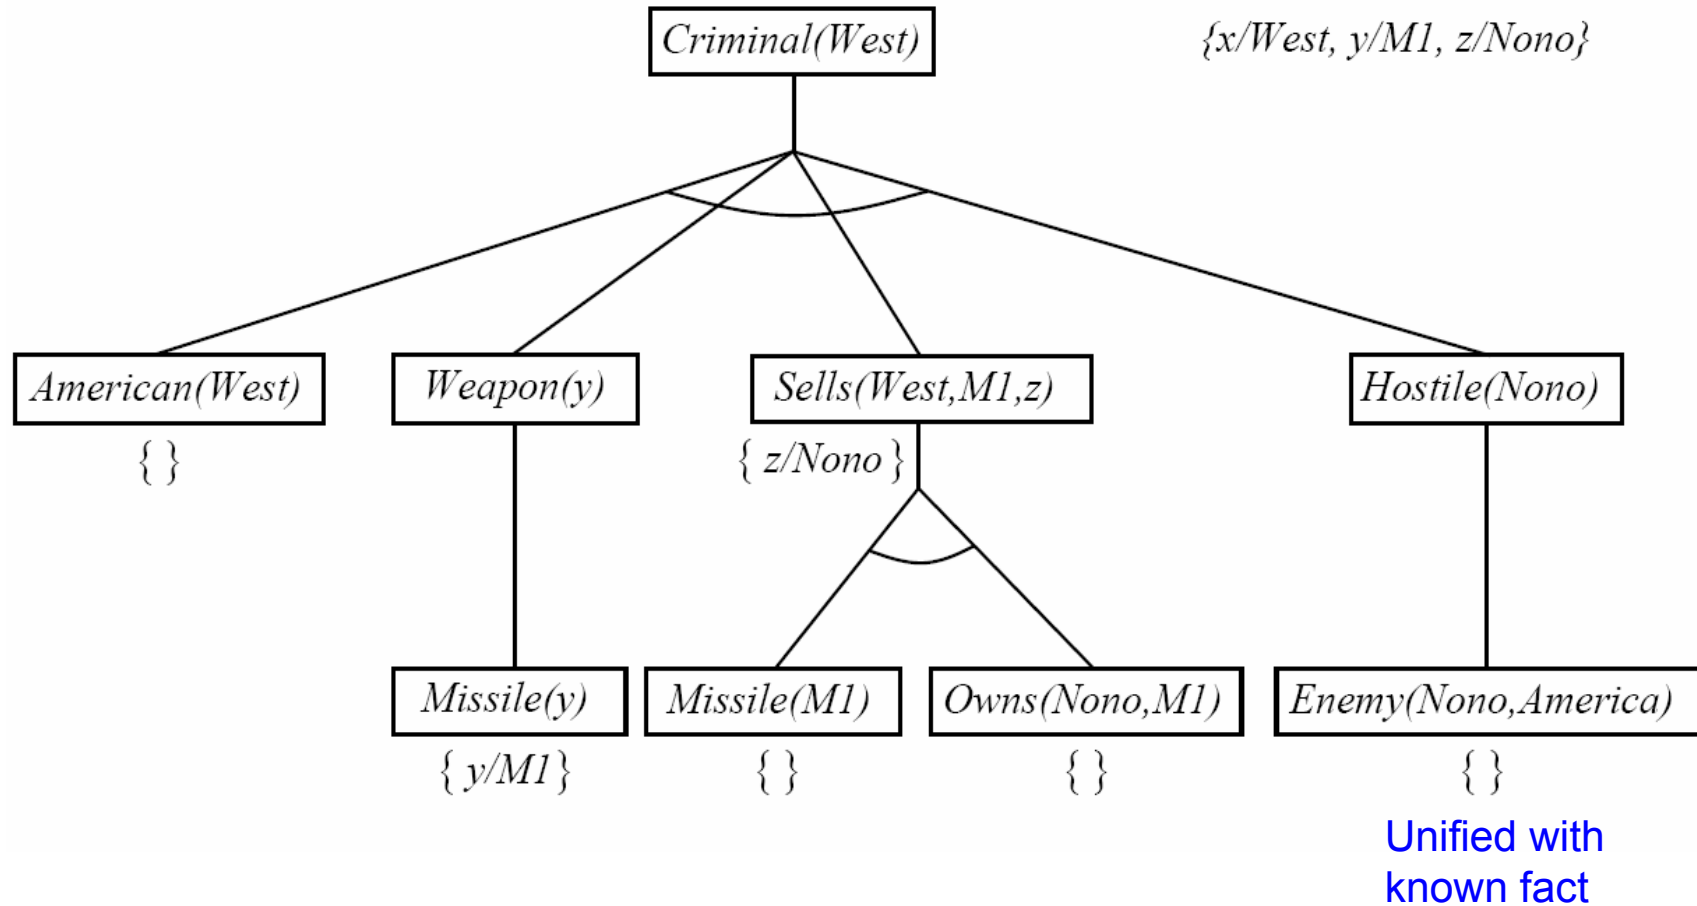 Criminal(West)
{x/West, y/M1, z/Nono}
American(West)
Weapon(y)
Sells(West,M1,z)
Hostile(Nono)
{ }
{ z/Nono }
Missile(y)
Missile(M1)
Owns(Nono,M1)
Enemy(Nono,America)
{ y/M1 }
{ }
{ }
{ }
Unified with
known fact